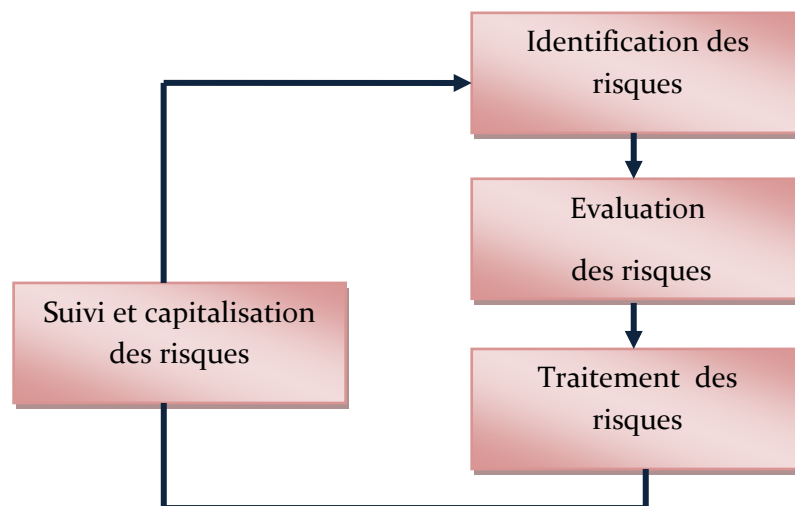 Identification des
risques
Evaluation
des risques
Suivi et capitalisation
des risques
Traitement des
risques